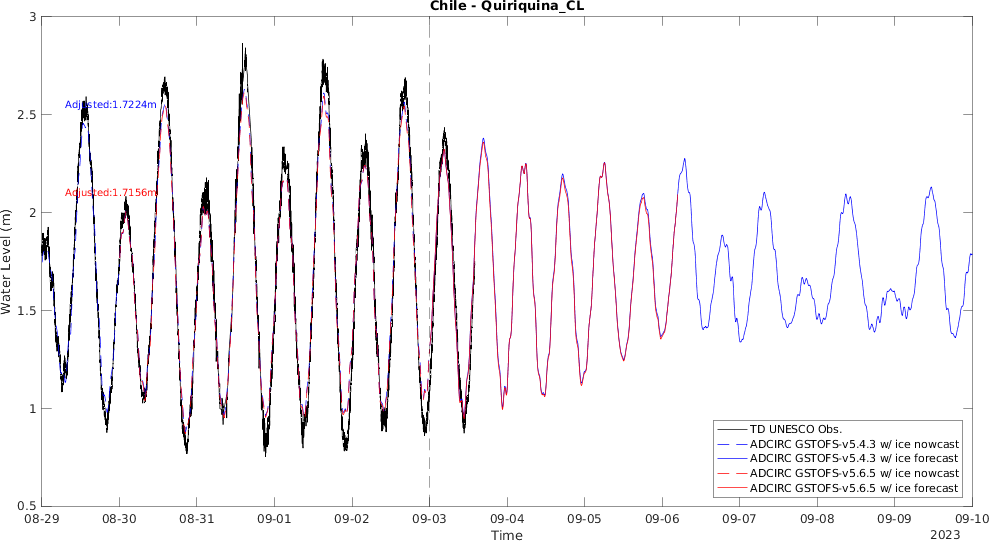 Chile - Quiriquina_CL
Water Level (m)
3
2.5
2
1.5
1
0.5
Adjusted:1.7224m
Adjusted:1.7156m
TD UNESCO Obs.
ADCIRC GSTOFS-v5.4.3 w/ ice nowcast
ADCIRC GSTOFS-v5.4.3 w/ ice forecast
ADCIRC GSTOFS-v5.6.5 w/ ice nowcast
ADCIRC GSTOFS-v5.6.5 w/ ice forecast
08-29 08-30 08-31 09-01 09-02 09-03 09-04 09-05 09-06 09-07 09-08 09-09 09-10
Time
2023